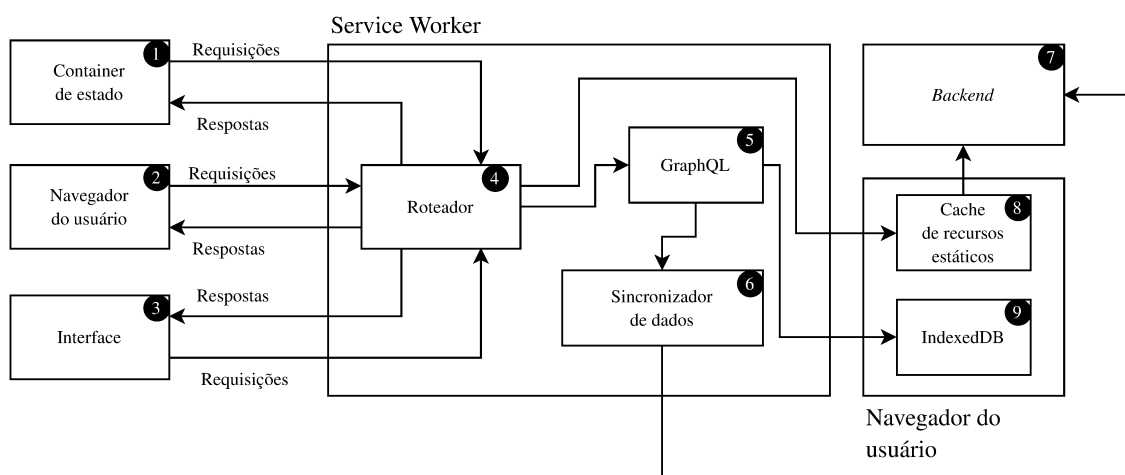 Service Worker
1
Container
de estado
Requisições
Respostas
2
Navegador
do usuário
Requisições
Respostas
3
Interface
Respostas
Requisições
4
Roteador
5
GraphQL
6
Sincronizador
de dados
7
Backend
8
Cache
de recursos
estáticos
9
IndexedDB
Navegador do
usuário